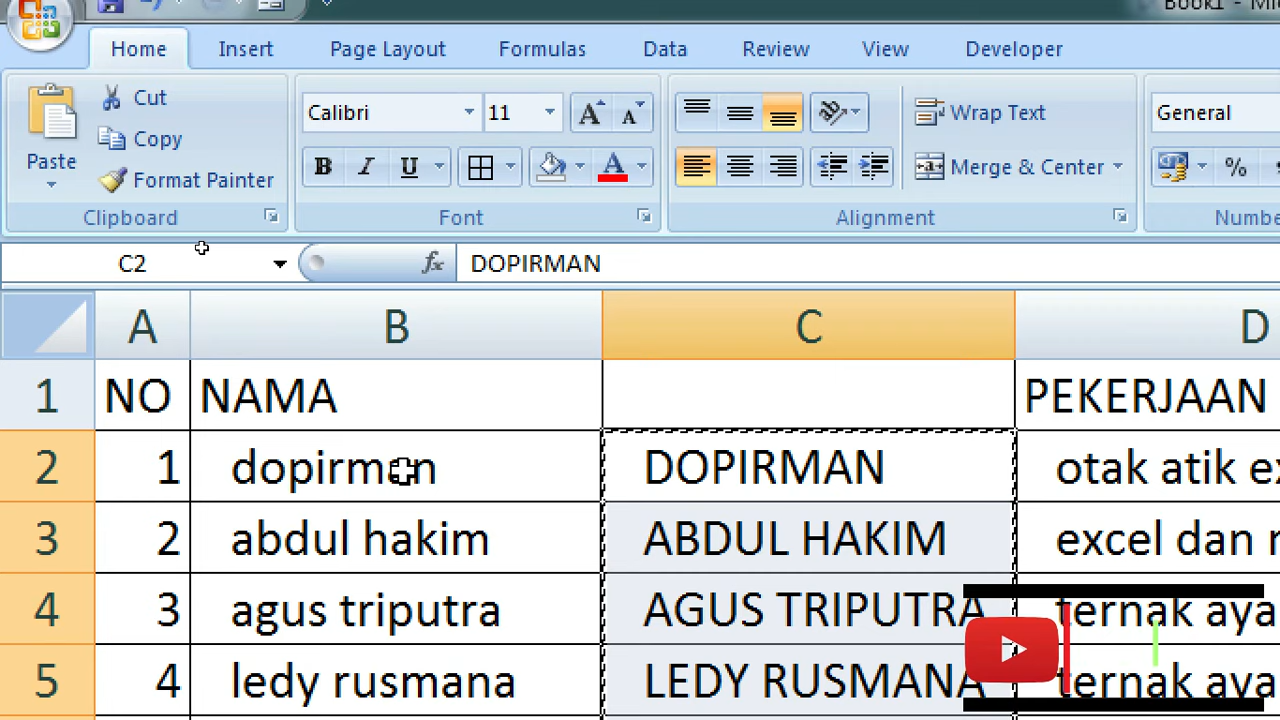 Home Insert Page Layout Formulas Data Review View Developer
Cut
Copy
Format Painter
Paste
Calibri 11
Wrap Text
Merge & Center
General
%
B I U
Clipboard Font Alignment
C2 fx DOPIRMAN
A B C D
1 NO NAMA PEKERJAAN
2 1 dopirman DOPIRMAN otak atik
3 2 abdul hakim ABDUL HAKIM excel dan
4 3 agus triputra AGUS TRIPUTRA ternak
5 4 ledy rusmana LEDY RUSMANA ternak